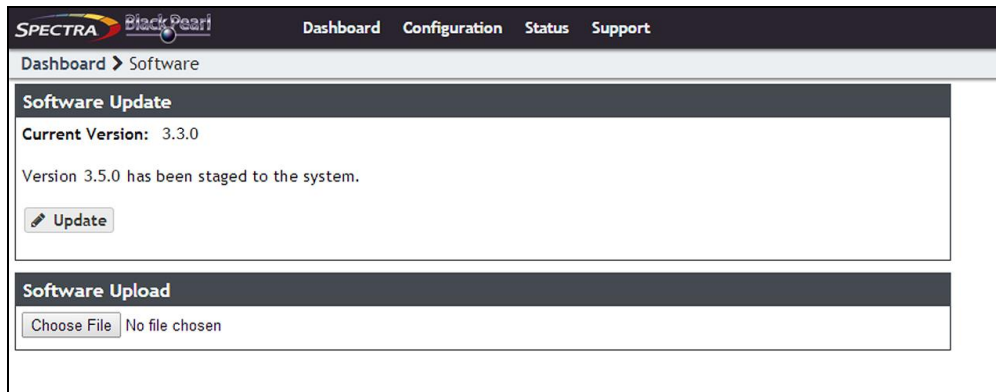 SPECTRA BlackPearl Dashboard Configuration Status Support
Dashboard > Software
Software Update
Current Version: 3.3.0
Version 3.5.0 has been staged to the system.
Update
Software Upload
Choose File No file chosen